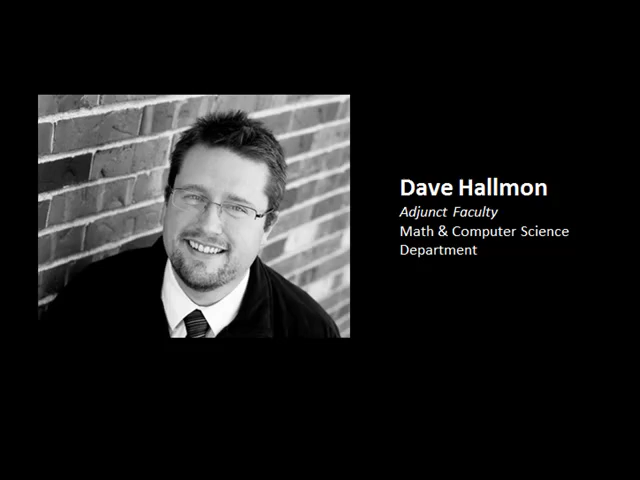 Dave Hallmon
Adjunct Faculty
Math & Computer Science
Department